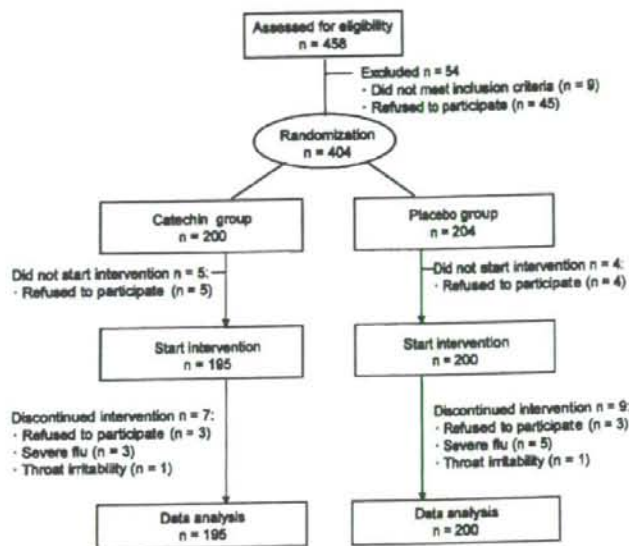 Assessed for eligibility
n = 458
Excluded n = 54
· Did not meet inclusion criteria (n = 9)
· Refused to participate (n = 45)
Randomization
n = 404
Catechin group
n = 200
Placebo group
n = 204
Did not start intervention n = 5:
· Refused to participate (n = 5)
Did not start intervention n = 4:
· Refused to participate (n = 4)
Start intervention
n = 195
Start intervention
n = 200
Discontinued intervention n = 7:
· Refused to participate (n = 3)
· Severe flu (n = 3)
· Throat irritability (n = 1)
Discontinued intervention n = 9:
· Refused to participate (n = 3)
· Severe flu (n = 5)
· Throat irritability (n = 1)
Data analysis
n = 195
Data analysis
n = 200